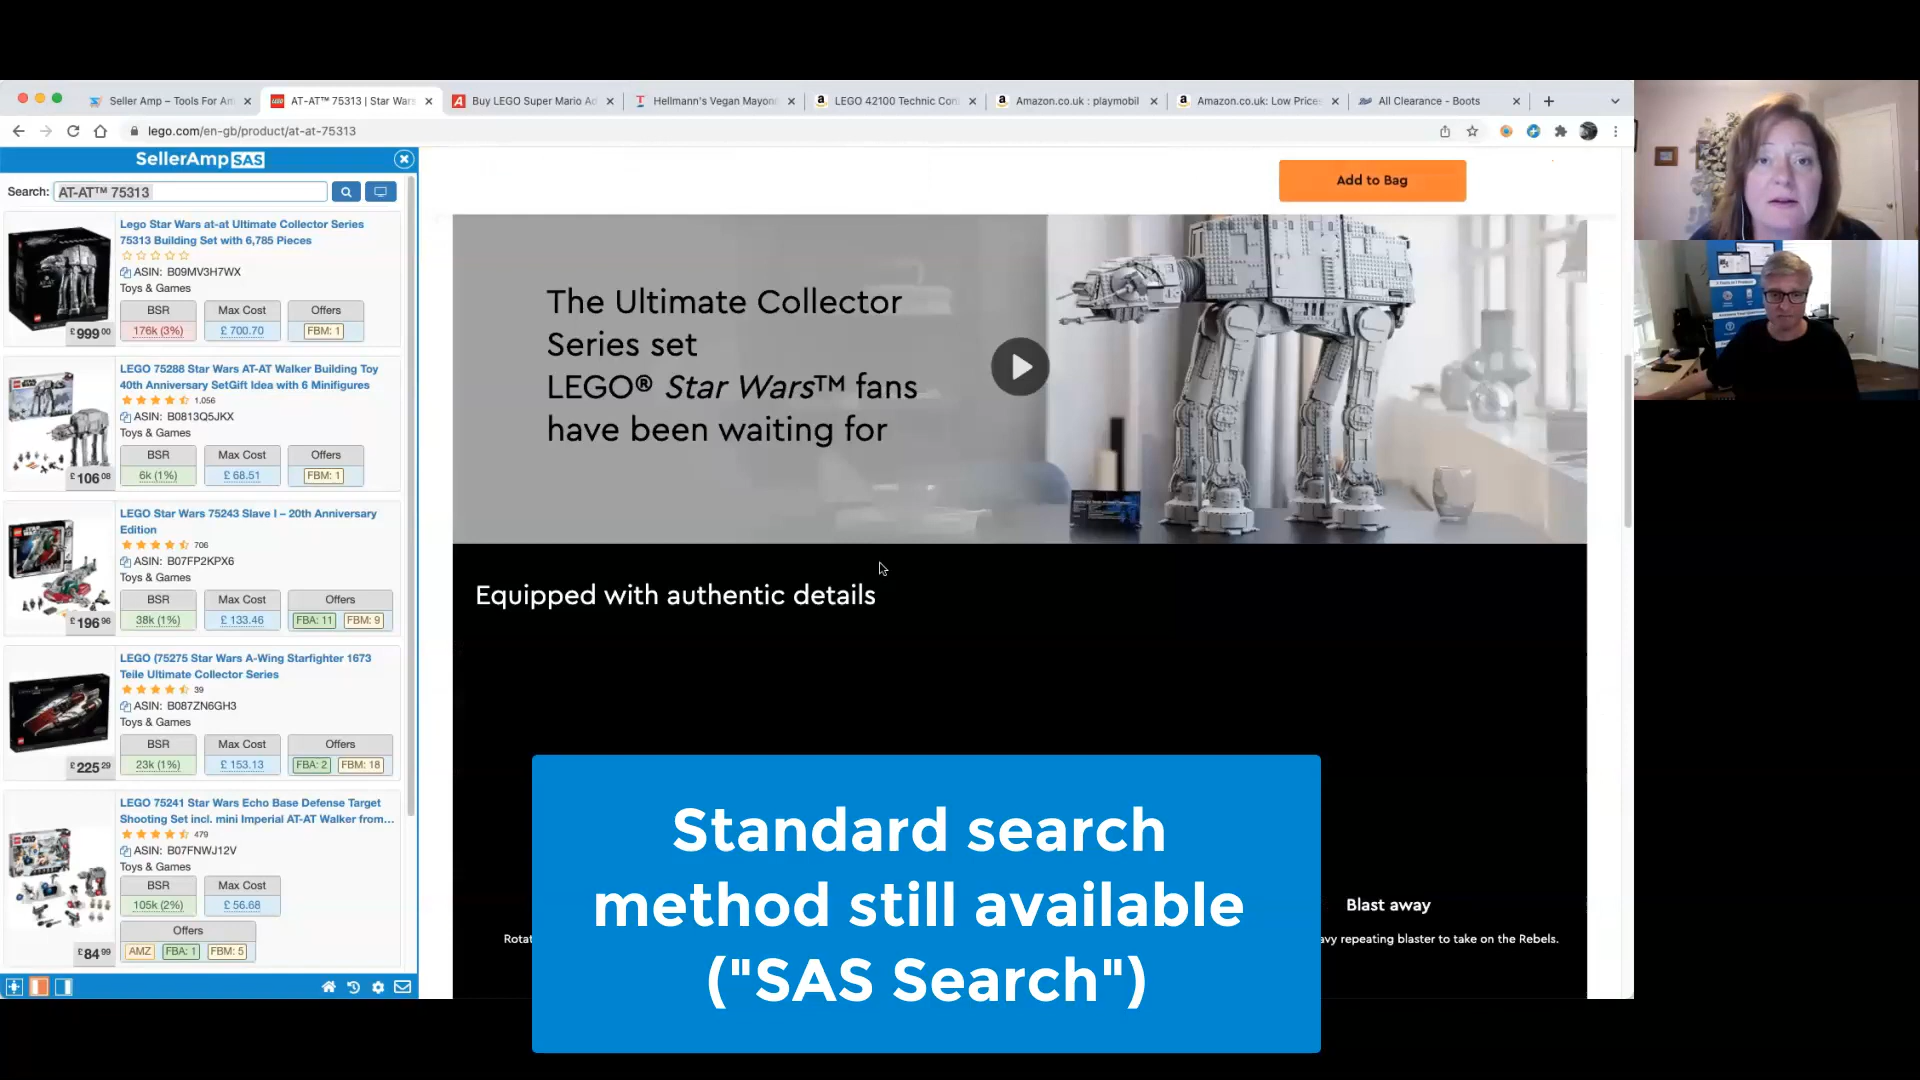 Seller Amp – Tools For Am
AT-AT™ 75313 | Star Wars
Buy LEGO Super Mario Ad
Hellmann's Vegan Mayonn
LEGO 42100 Technic Con
Amazon.co.uk : playmobil
Amazon.co.uk: Low Prices
All Clearance - Boots
lego.com/en-gb/product/at-at-75313
SellerAmp SAS
Search: AT-AT™ 75313
Lego Star Wars at-at Ultimate Collector Series
75313 Building Set with 6,785 Pieces
ASIN: B09MV3H7WX
Toys & Games
BSR Max Cost Offers
£999 00 176k (3%) £ 700.70 FBM: 1
LEGO 75288 Star Wars AT-AT Walker Building Toy
40th Anniversary SetGift Idea with 6 Minifigures
1,056
ASIN: B0813Q5JKX
Toys & Games
BSR Max Cost Offers
£106 08 6k (1%) £ 68.51 FBM: 1
LEGO Star Wars 75243 Slave I – 20th Anniversary
Edition
706
ASIN: B07FP2KPX6
Toys & Games
BSR Max Cost Offers
£196 96 38k (1%) £ 133.46 FBA: 11 FBM: 9
LEGO (75275 Star Wars A-Wing Starfighter 1673
Teile Ultimate Collector Series
39
ASIN: B087ZN6GH3
Toys & Games
BSR Max Cost Offers
£225 29 23k (1%) £ 153.13 FBA: 2 FBM: 18
LEGO 75241 Star Wars Echo Base Defense Target
Shooting Set incl. mini Imperial AT-AT Walker from...
479
ASIN: B07FNWJ12V
Toys & Games
BSR Max Cost
105k (2%) £ 56.68
Offers
£84 99 AMZ FBA: 1 FBM: 5
Add to Bag
The Ultimate Collector
Series set
LEGO® Star Wars™ fans
have been waiting for
Equipped with authentic details
Blast away
Rotat
avy repeating blaster to take on the Rebels.
Standard search
method still available
("SAS Search")